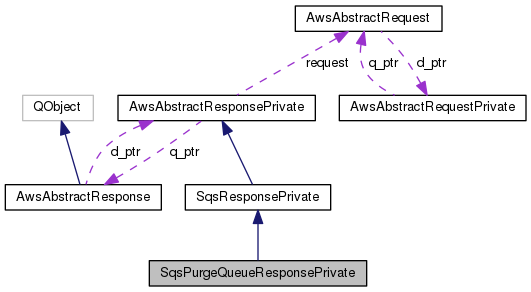 AwsAbstractRequest
request
q_ptr
d_ptr
QObject
AwsAbstractResponsePrivate
AwsAbstractRequestPrivate
d_ptr
q_ptr
AwsAbstractResponse
SqsResponsePrivate
SqsPurgeQueueResponsePrivate